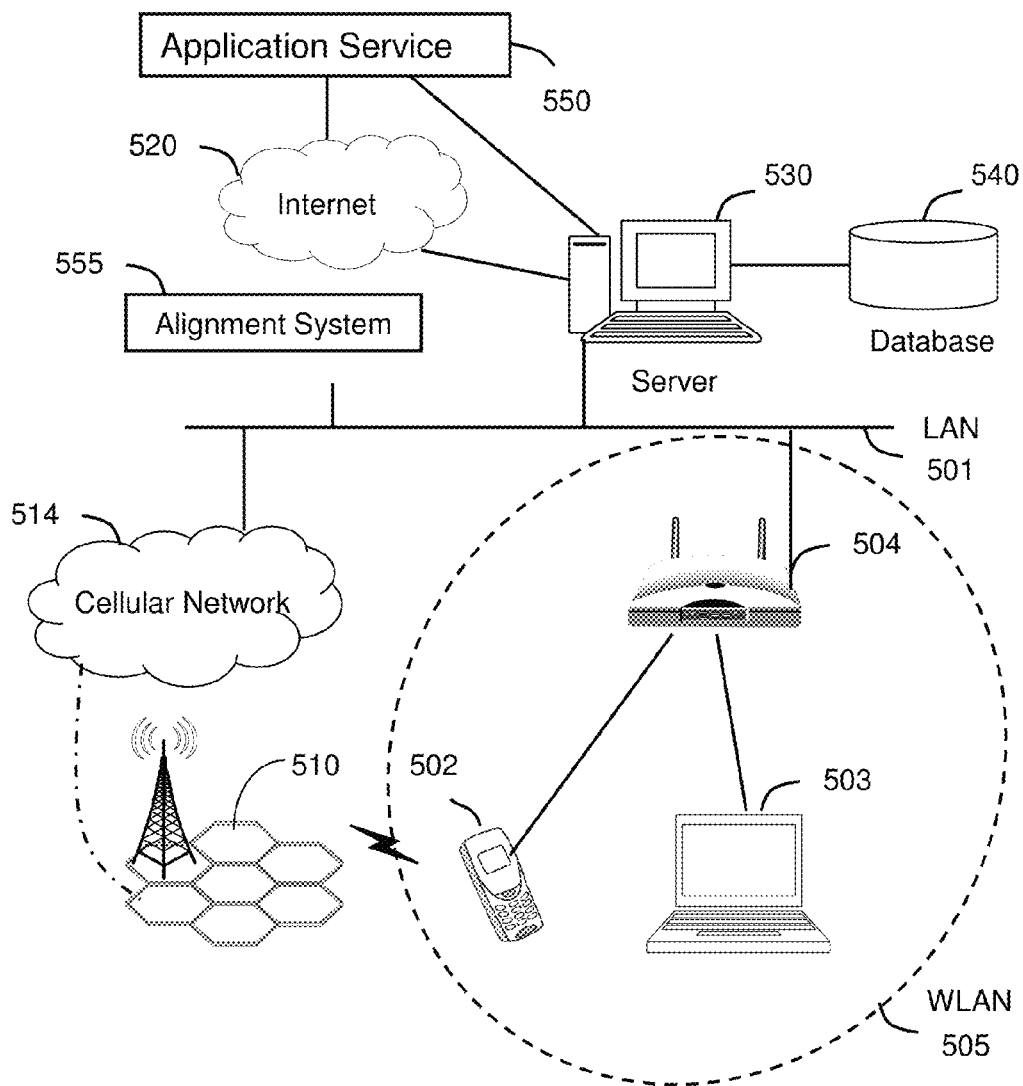 Application Service
550
520
Internet
530
540
555
Alignment System
Database
Server
LAN
501
514
504
Cellular Network
502
510
503
WLAN
505